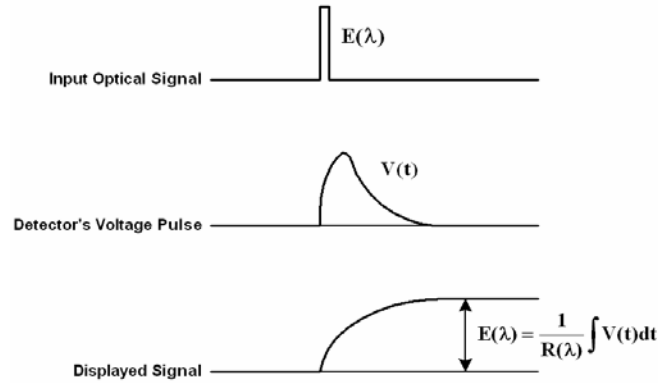 E(λ)
Input Optical Signal
V(t)
Detector's Voltage Pulse
E(λ) = 1/R(λ) ∫ V(t)dt
Displayed Signal